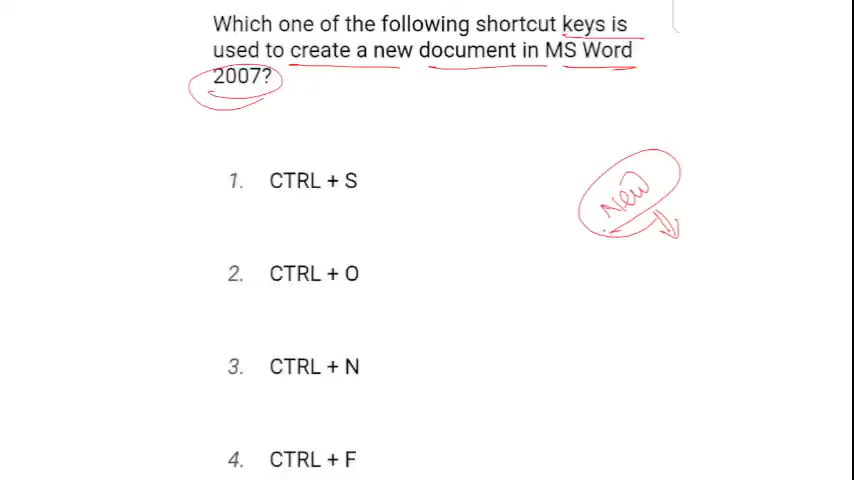 Which one of the following shortcut keys is
used to create a new document in MS Word
2007?
1. CTRL + S
New
2. CTRL + O
3. CTRL + N
4. CTRL + F